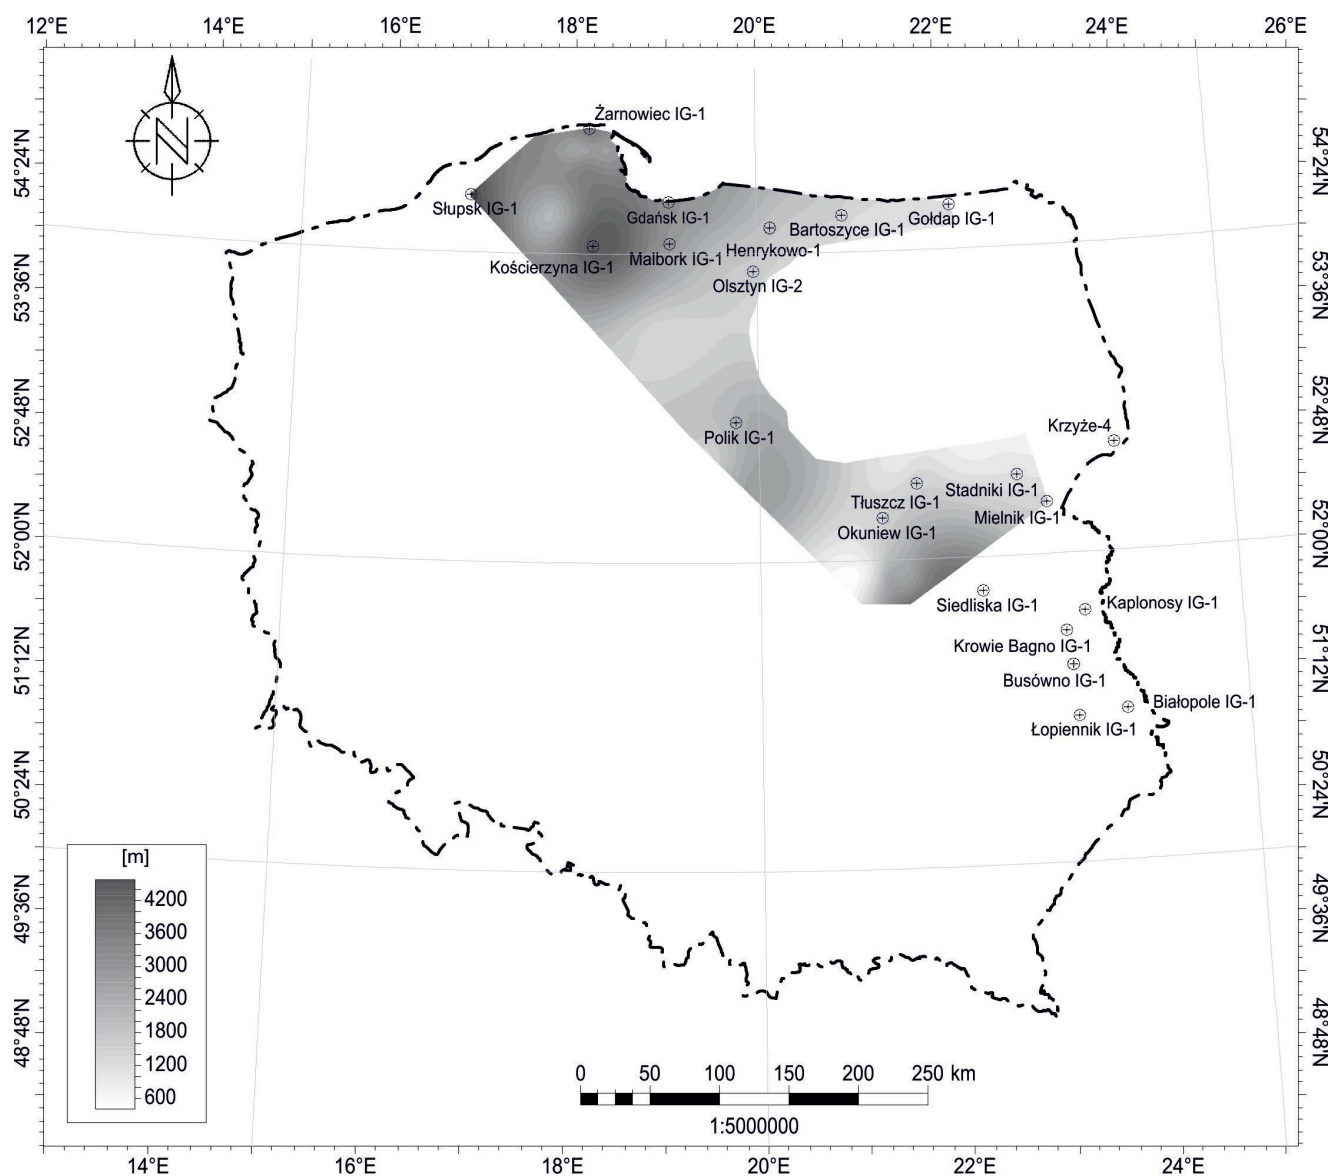 12°E 14°E 16°E 18°E 20°E 22°E 24°E 26°E
N
54°24'N
53°36'N
52°48'N
52°00'N
51°12'N
50°24'N
49°36'N
48°48'N
54°24'N
53°36'N
52°48'N
52°00'N
51°12'N
50°24'N
49°36'N
48°48'N
Żarnowiec IG-1
Słupsk IG-1
Gdańsk IG-1
Gołdap IG-1
Bartoszyce IG-1
Henrykowo-1
Malbork IG-1
Kościerzyna IG-1
Olsztyn IG-2
Krzyże-4
Polik IG-1
Stadniki IG-1
Tłuszcz IG-1
Mielnik IG-1
Okuniew IG-1
Siedliska IG-1
Kaplonosy IG-1
Krowie Bagno IG-1
Busówno IG-1
Białopole IG-1
Łopiennik IG-1
[m]
4200
3600
3000
2400
1800
1200
600
0 50 100 150 200 250 km
1:5000000
14°E 16°E 18°E 20°E 22°E 24°E